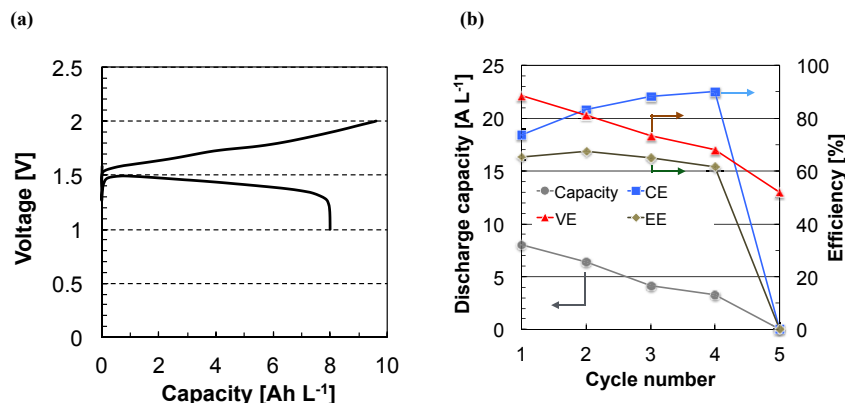 (a)
(b)
Voltage [V]
2.5
2
1.5
1
0.5
0
0 2 4 6 8 10
Capacity [Ah L-1]
Discharge capacity [A L-1]
25
20
15
10
5
0
Capacity CE
VE EE
100
80
60
40
20
0
Efficiency [%]
1 2 3 4 5
Cycle number